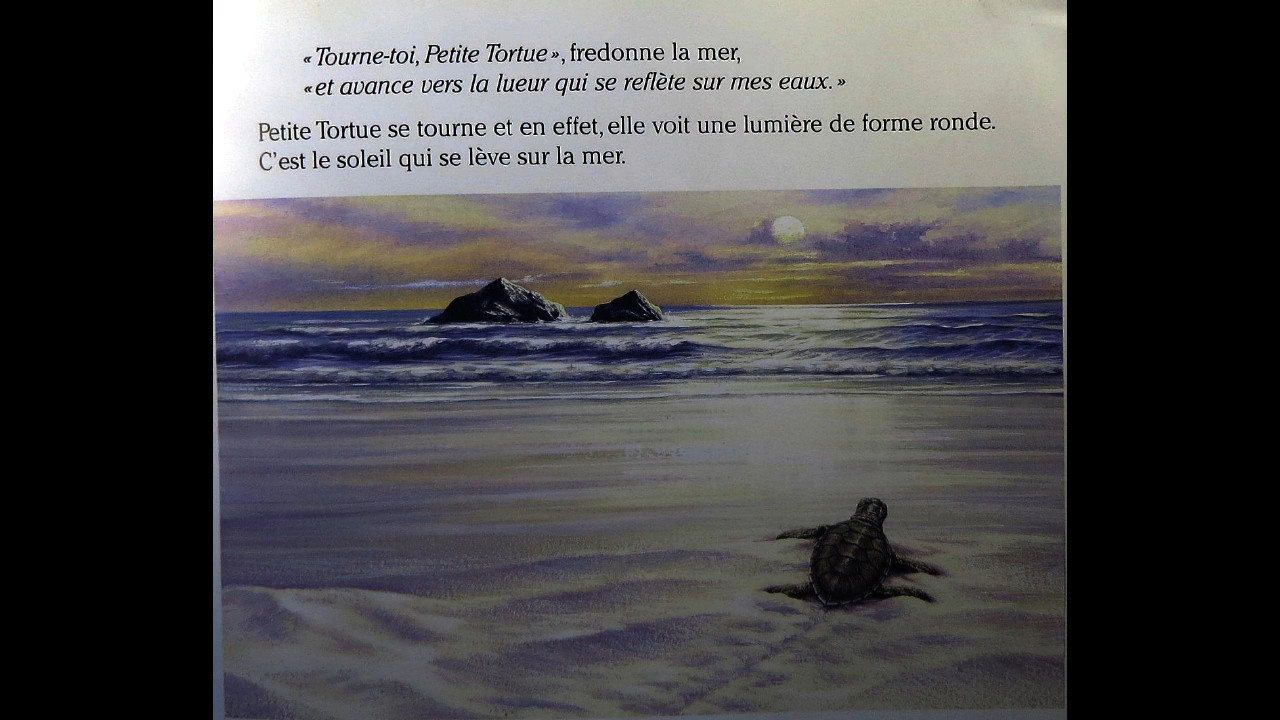 « Tourne-toi, Petite Tortue », fredonne la mer,
« et avance vers la lueur qui se reflète sur mes eaux. »
Petite Tortue se tourne et en effet, elle voit une lumière de forme ronde.
C'est le soleil qui se lève sur la mer.